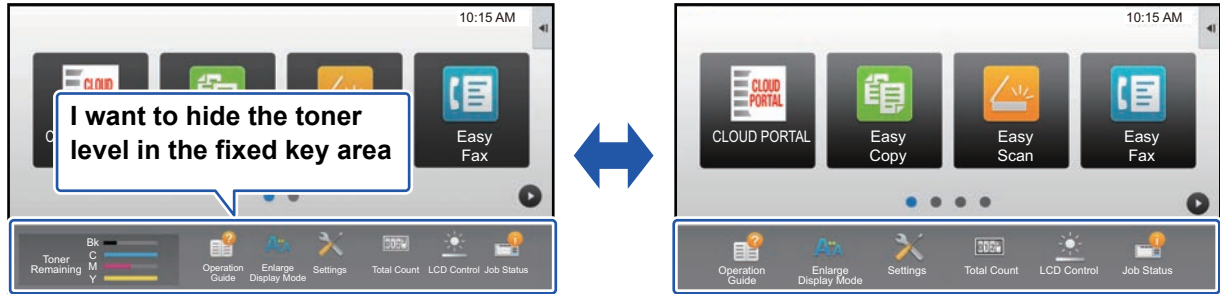 10:15 AM
CLOUD
C
I want to hide the toner
level in the fixed key area
Easy
Fax
Toner
Remaining
Bk
C
M
Y
Operation
Guide
Enlarge
Display Mode
Settings
Total Count
LCD Control
Job Status
10:15 AM
CLOUD
PORTAL
CLOUD PORTAL
Easy
Copy
Easy
Scan
Easy
Fax
Operation
Guide
Enlarge
Display Mode
Settings
Total Count
LCD Control
Job Status